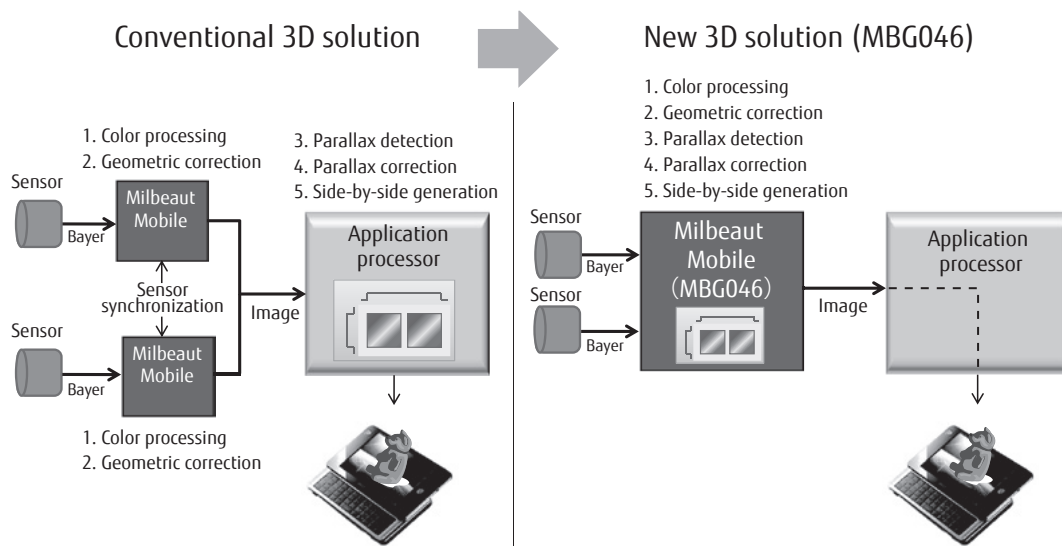 Conventional 3D solution
New 3D solution (MBG046)
1. Color processing
2. Geometric correction
3. Parallax detection
4. Parallax correction
5. Side-by-side generation
Sensor
Bayer
Milbeaut
Mobile
Sensor
synchronization
Sensor
Bayer
Milbeaut
Mobile
1. Color processing
2. Geometric correction
Image
Application
processor
1. Color processing
2. Geometric correction
3. Parallax detection
4. Parallax correction
5. Side-by-side generation
Sensor
Bayer
Sensor
Bayer
Milbeaut
Mobile
(MBG046)
Image
Application
processor